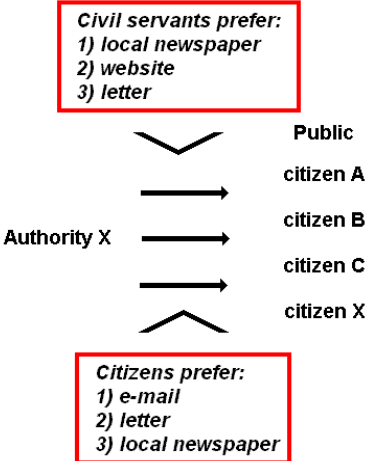 Civil servants prefer:
1) local newspaper
2) website
3) letter
Public
citizen A
citizen B
Authority X
citizen C
citizen X
Citizens prefer:
1) e-mail
2) letter
3) local newspaper